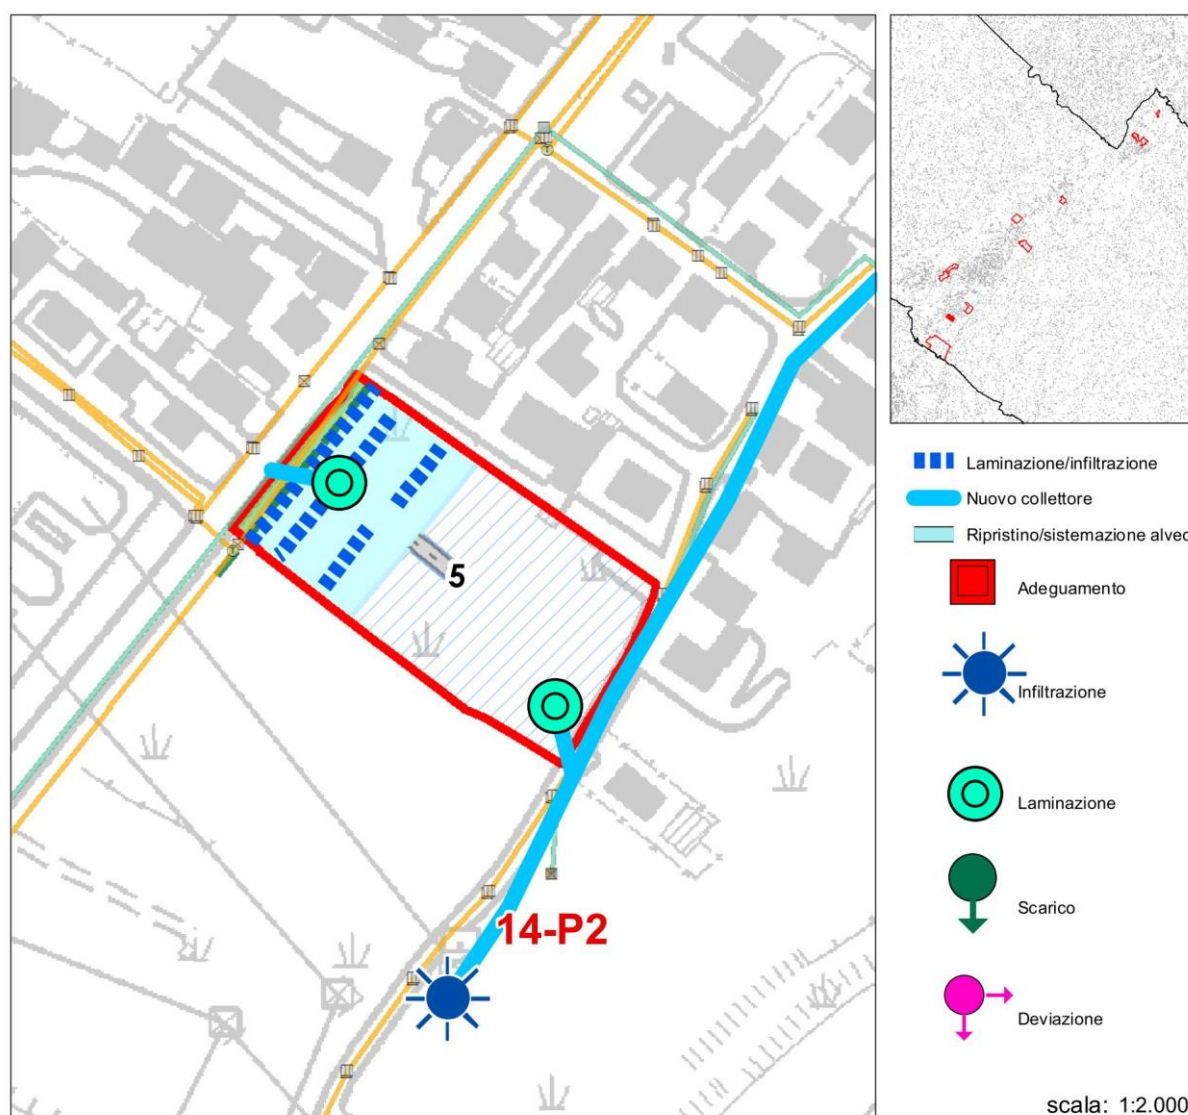 5
14-P2
Laminazione/infiltrazione
Nuovo collettore
Ripristino/sistemazione alveo
Adeguamento
Infiltrazione
Laminazione
Scarico
Deviazione
scala: 1:2.000